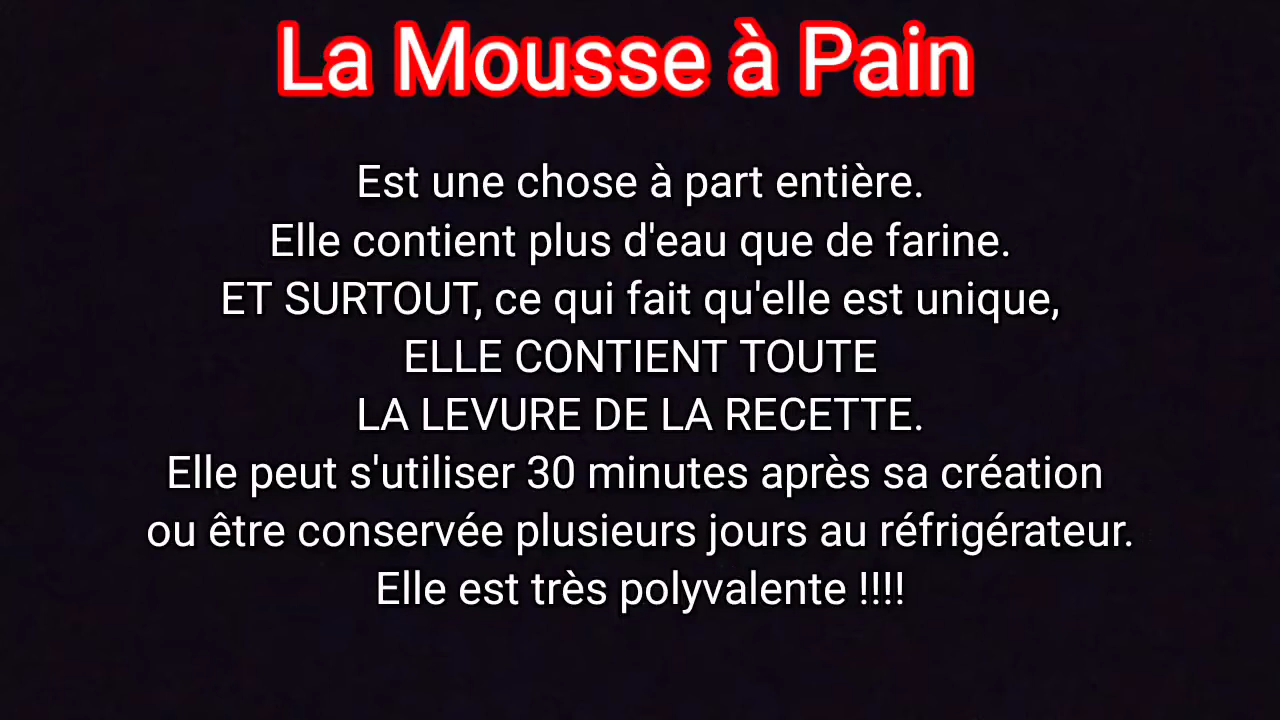 La Mousse à Pain
Est une chose à part entière.
Elle contient plus d'eau que de farine.
ET SURTOUT, ce qui fait qu'elle est unique,
ELLE CONTIENT TOUTE
LA LEVURE DE LA RECETTE.
Elle peut s'utiliser 30 minutes après sa création
ou être conservée plusieurs jours au réfrigérateur.
Elle est très polyvalente !!!!